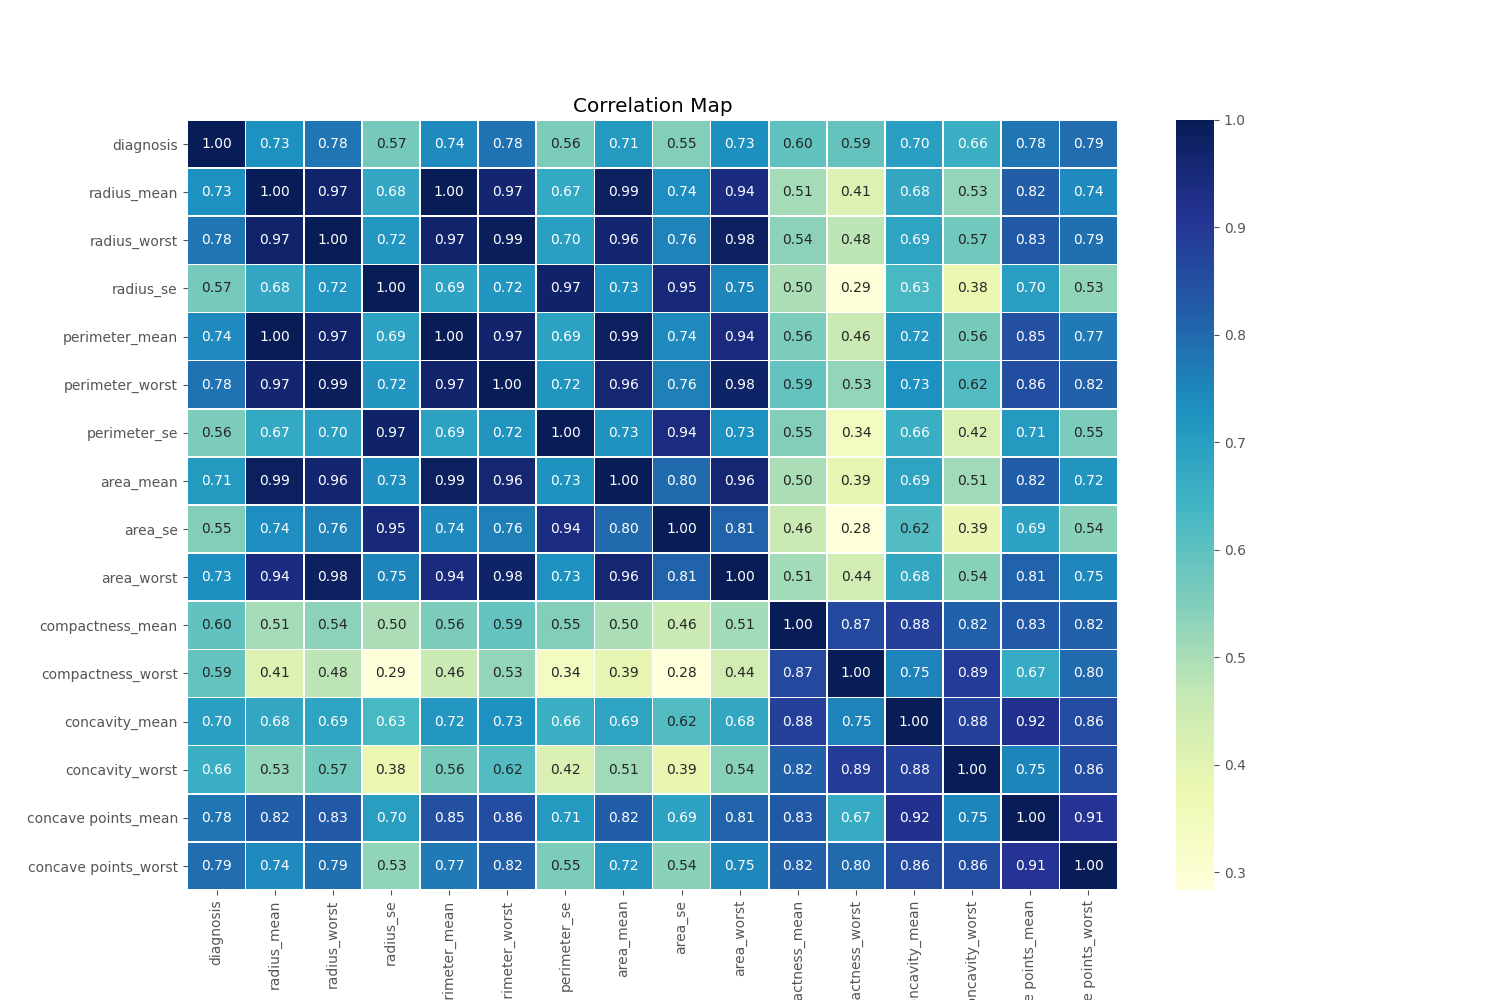 Correlation Map
diagnosis 1.00 0.73 0.78 0.57 0.74 0.78 0.56 0.71 0.55 0.73 0.60 0.59 0.70 0.66 0.78 0.79
radius_mean 0.73 1.00 0.97 0.68 1.00 0.97 0.67 0.99 0.74 0.94 0.51 0.41 0.68 0.53 0.82 0.74
radius_worst 0.78 0.97 1.00 0.72 0.97 0.99 0.70 0.96 0.76 0.98 0.54 0.48 0.69 0.57 0.83 0.79
radius_se 0.57 0.68 0.72 1.00 0.69 0.72 0.97 0.73 0.95 0.75 0.50 0.29 0.63 0.38 0.70 0.53
perimeter_mean 0.74 1.00 0.97 0.69 1.00 0.97 0.69 0.99 0.74 0.94 0.56 0.46 0.72 0.56 0.85 0.77
perimeter_worst 0.78 0.97 0.99 0.72 0.97 1.00 0.72 0.96 0.76 0.98 0.59 0.53 0.73 0.62 0.86 0.82
perimeter_se 0.56 0.67 0.70 0.97 0.69 0.72 1.00 0.73 0.94 0.73 0.55 0.34 0.66 0.42 0.71 0.55
area_mean 0.71 0.99 0.96 0.73 0.99 0.96 0.73 1.00 0.80 0.96 0.50 0.39 0.69 0.51 0.82 0.72
area_se 0.55 0.74 0.76 0.95 0.74 0.76 0.94 0.80 1.00 0.81 0.46 0.28 0.62 0.39 0.69 0.54
area_worst 0.73 0.94 0.98 0.75 0.94 0.98 0.73 0.96 0.81 1.00 0.51 0.44 0.68 0.54 0.81 0.75
compactness_mean 0.60 0.51 0.54 0.50 0.56 0.59 0.55 0.50 0.46 0.51 1.00 0.87 0.88 0.82 0.83 0.82
compactness_worst 0.59 0.41 0.48 0.29 0.46 0.53 0.34 0.39 0.28 0.44 0.87 1.00 0.75 0.89 0.67 0.80
concavity_mean 0.70 0.68 0.69 0.63 0.72 0.73 0.66 0.69 0.62 0.68 0.88 0.75 1.00 0.88 0.92 0.86
concavity_worst 0.66 0.53 0.57 0.38 0.56 0.62 0.42 0.51 0.39 0.54 0.82 0.89 0.88 1.00 0.75 0.86
concave points_mean 0.78 0.82 0.83 0.70 0.85 0.86 0.71 0.82 0.69 0.81 0.83 0.67 0.92 0.75 1.00 0.91
concave points_worst 0.79 0.74 0.79 0.53 0.77 0.82 0.55 0.72 0.54 0.75 0.82 0.80 0.86 0.86 0.91 1.00
diagnosis
radius_mean
radius_worst
radius_se
rimeter_mean
rimeter_worst
perimeter_se
area_mean
area_se
area_worst
actness_mean
actness_worst
oncavity_mean
oncavity_worst
e points_mean
e points_worst
1.0
0.9
0.8
0.7
0.6
0.5
0.4
0.3